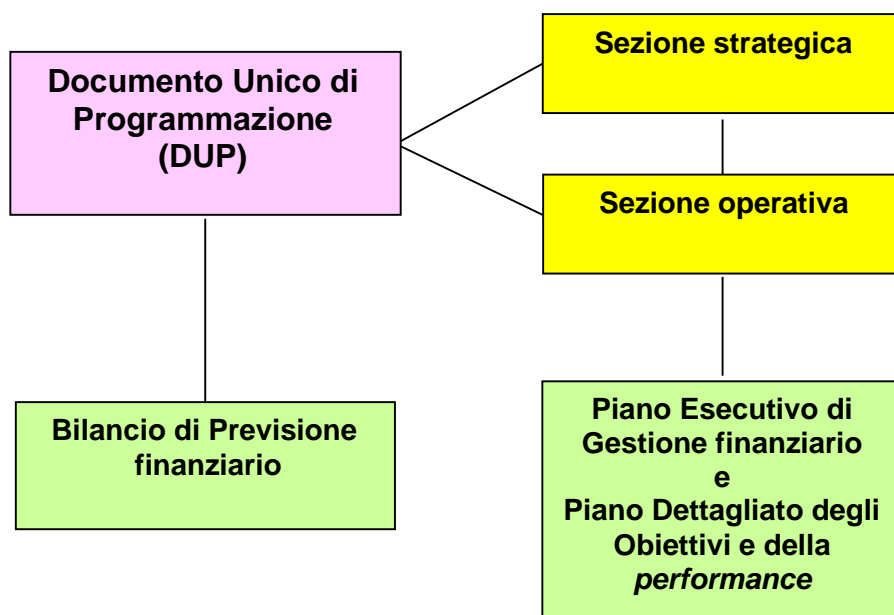 Documento Unico di
Programmazione
(DUP)
Sezione strategica
Sezione operativa
Bilancio di Previsione
finanziario
Piano Esecutivo di
Gestione finanziario
e
Piano Dettagliato degli
Obiettivi e della
performance